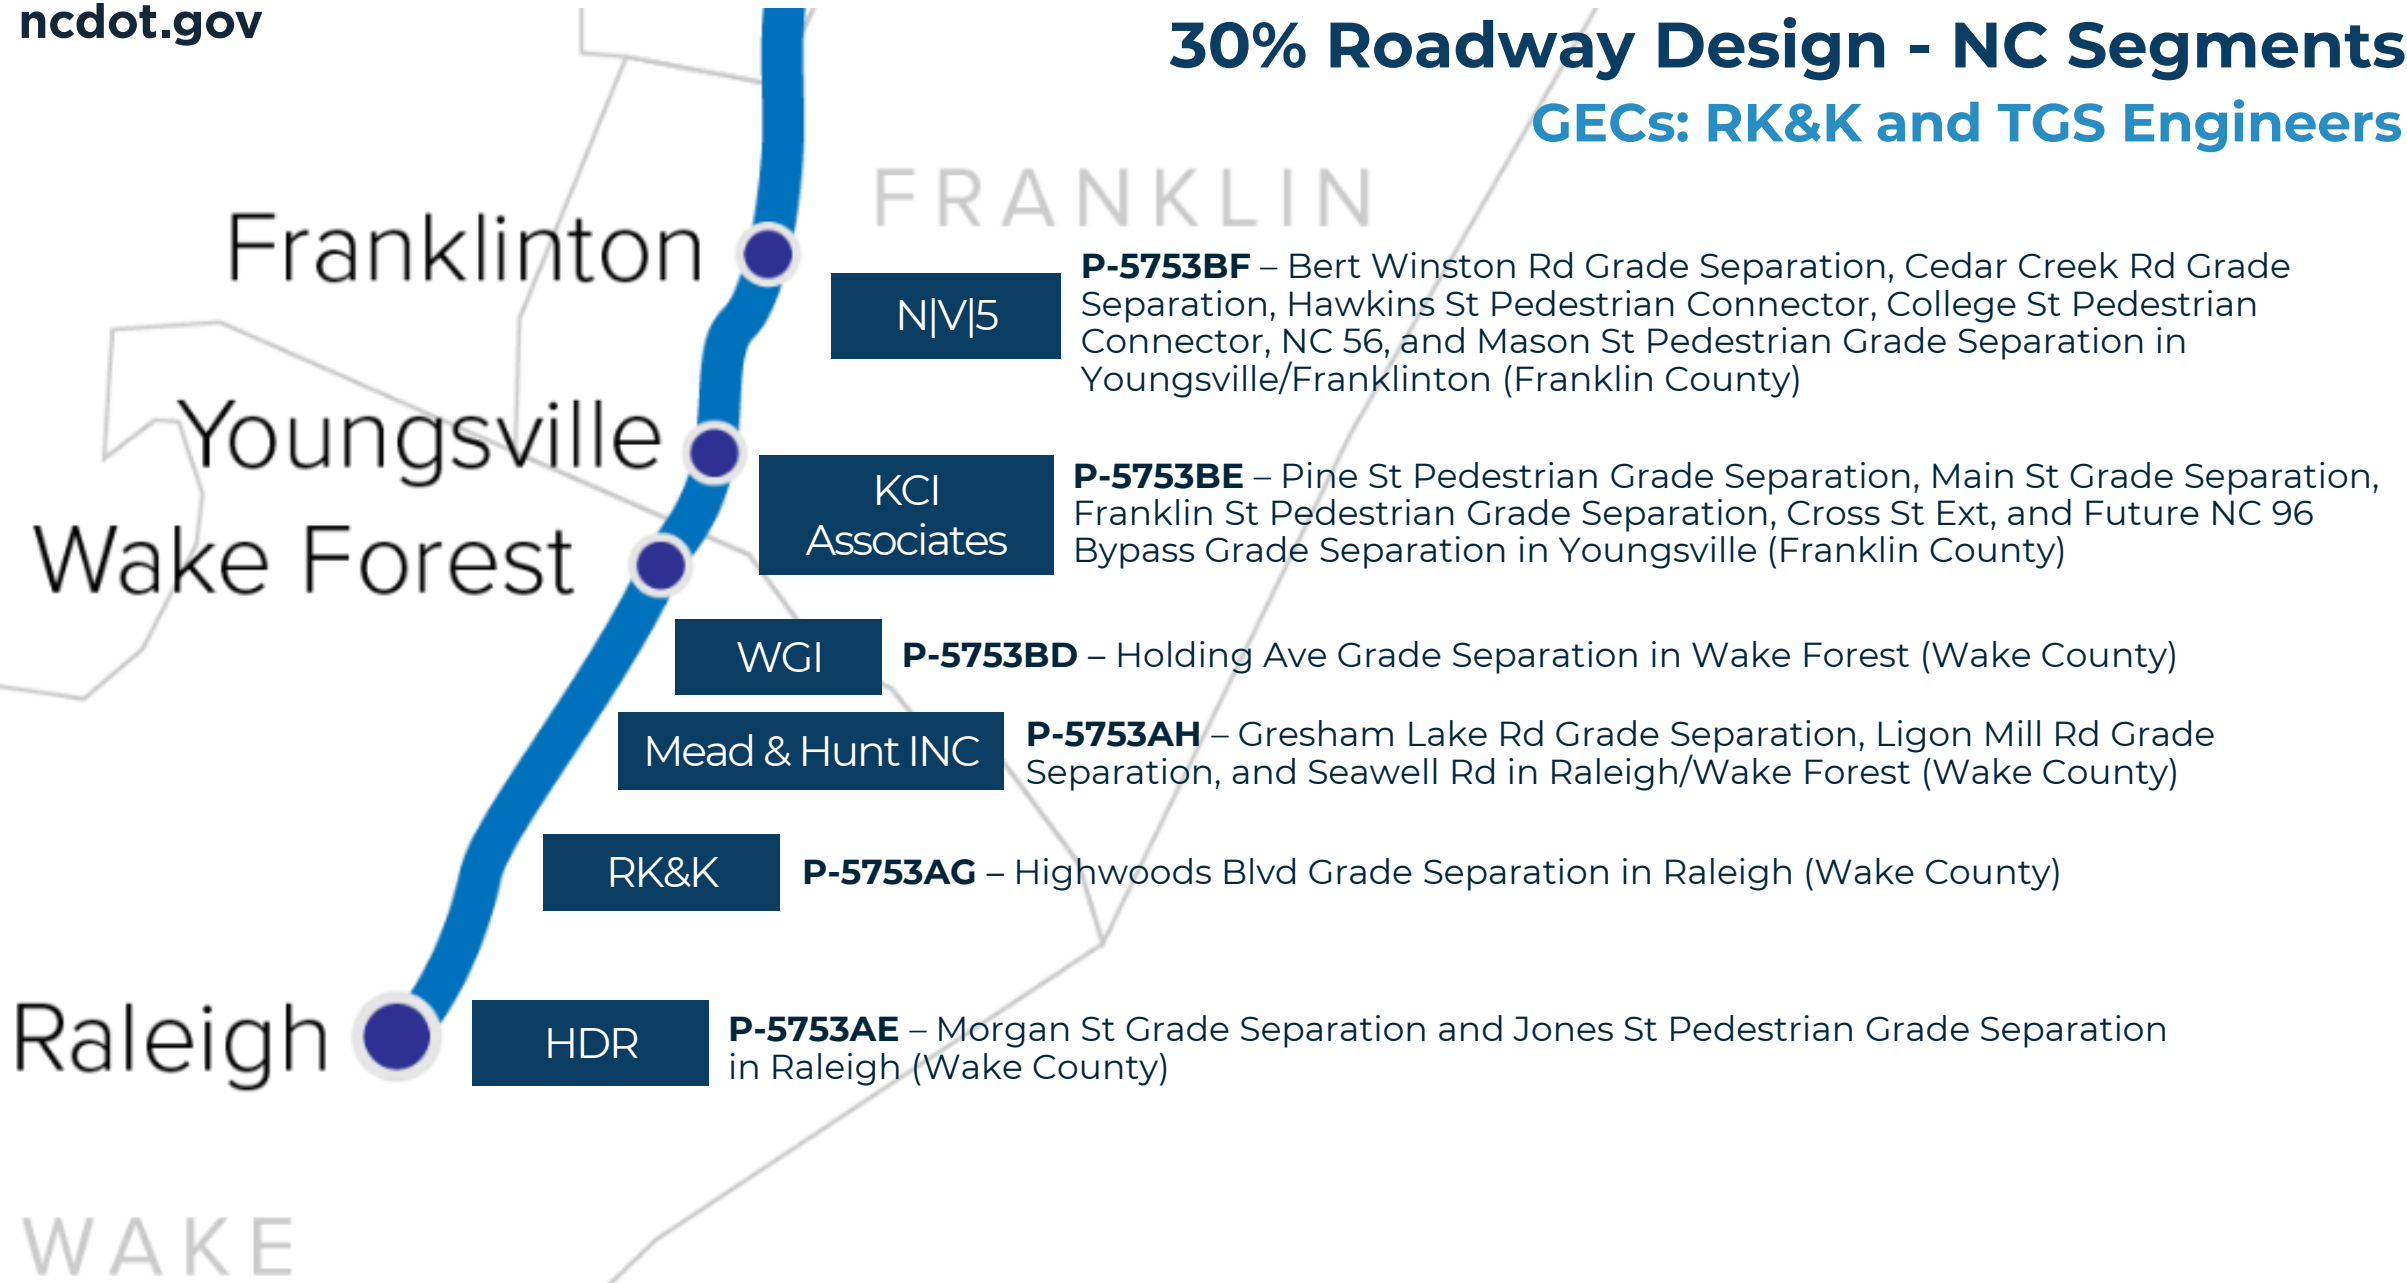 ncdot.gov
30% Roadway Design - NC Segments
GECs: RK&K and TGS Engineers
FRANKLIN
Franklinton
N|V|5
P-5753BF – Bert Winston Rd Grade Separation, Cedar Creek Rd Grade
Separation, Hawkins St Pedestrian Connector, College St Pedestrian
Connector, NC 56, and Mason St Pedestrian Grade Separation in
Youngsville/Franklinton (Franklin County)
Youngsville
KCI
Associates
P-5753BE – Pine St Pedestrian Grade Separation, Main St Grade Separation,
Franklin St Pedestrian Grade Separation, Cross St Ext, and Future NC 96
Bypass Grade Separation in Youngsville (Franklin County)
Wake Forest
WGI
P-5753BD – Holding Ave Grade Separation in Wake Forest (Wake County)
Mead & Hunt INC
P-5753AH – Gresham Lake Rd Grade Separation, Ligon Mill Rd Grade
Separation, and Seawell Rd in Raleigh/Wake Forest (Wake County)
RK&K
P-5753AG – Highwoods Blvd Grade Separation in Raleigh (Wake County)
Raleigh
HDR
P-5753AE – Morgan St Grade Separation and Jones St Pedestrian Grade Separation
in Raleigh (Wake County)
WAKE